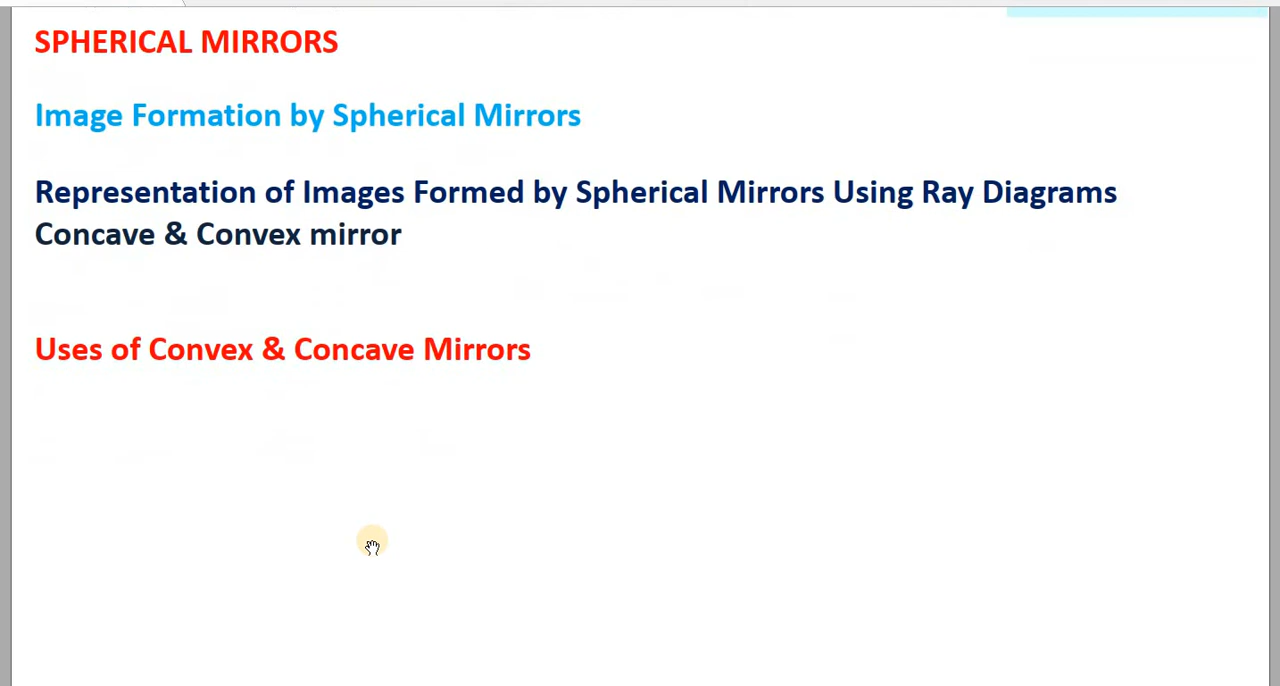 SPHERICAL MIRRORS
Image Formation by Spherical Mirrors
Representation of Images Formed by Spherical Mirrors Using Ray Diagrams
Concave & Convex mirror
Uses of Convex & Concave Mirrors